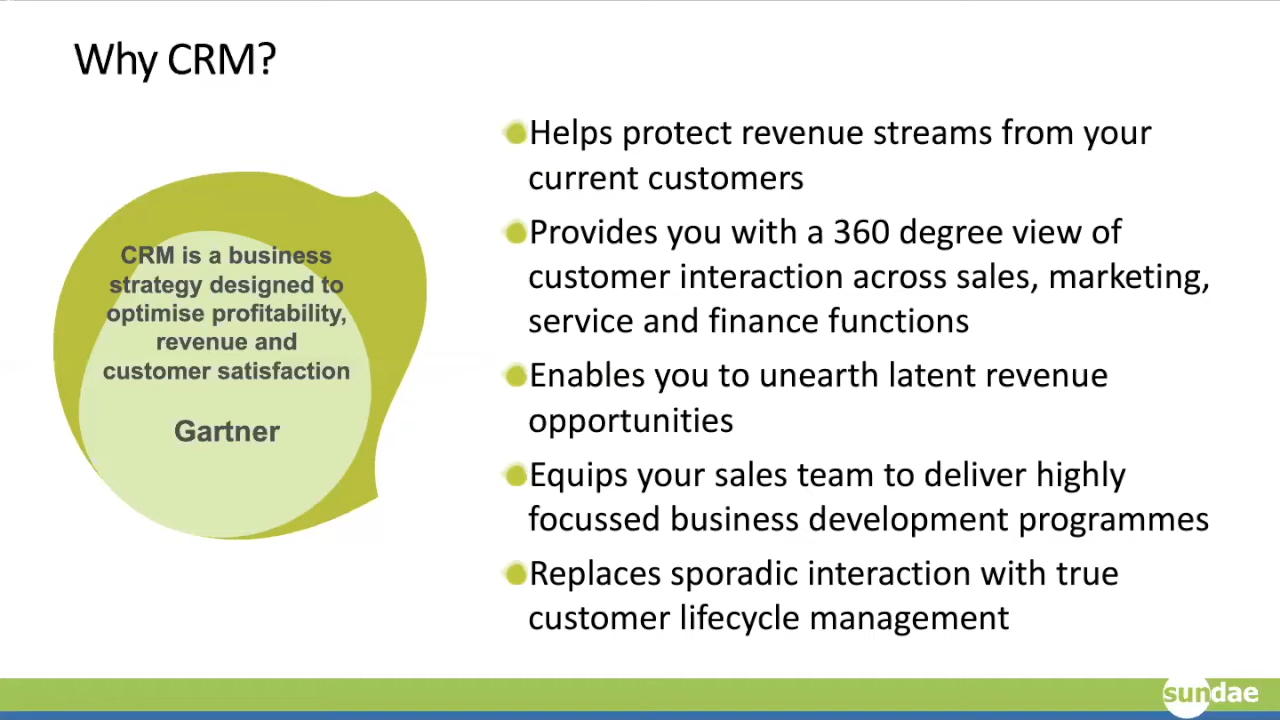 Why CRM?
CRM is a business
strategy designed to
optimise profitability,
revenue and
customer satisfaction
Gartner
Helps protect revenue streams from your
current customers
Provides you with a 360 degree view of
customer interaction across sales, marketing,
service and finance functions
Enables you to unearth latent revenue
opportunities
Equips your sales team to deliver highly
focussed business development programmes
Replaces sporadic interaction with true
customer lifecycle management
sundae